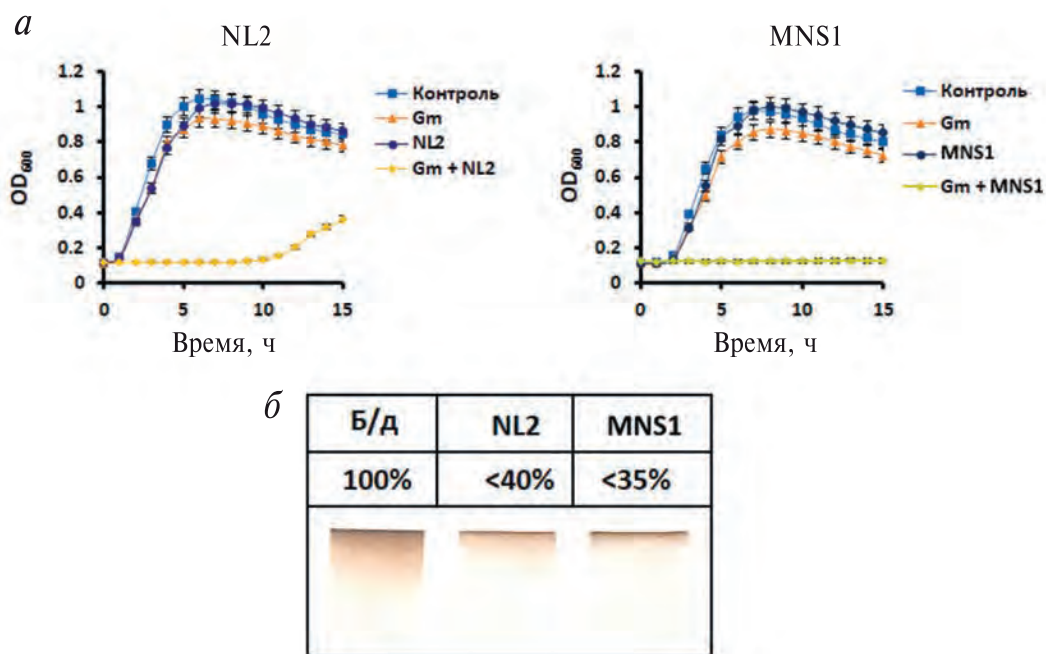 а
NL2
OD600
1.2
1
0.8
0.6
0.4
0.2
0
0
5
10
15
Время, ч
Контроль
Gm
NL2
Gm + NL2
MNS1
OD600
1.2
1
0.8
0.6
0.4
0.2
0
0
5
10
15
Время, ч
Контроль
Gm
MNS1
Gm + MNS1
б
Б/д NL2 MNS1
100% <40% <35%